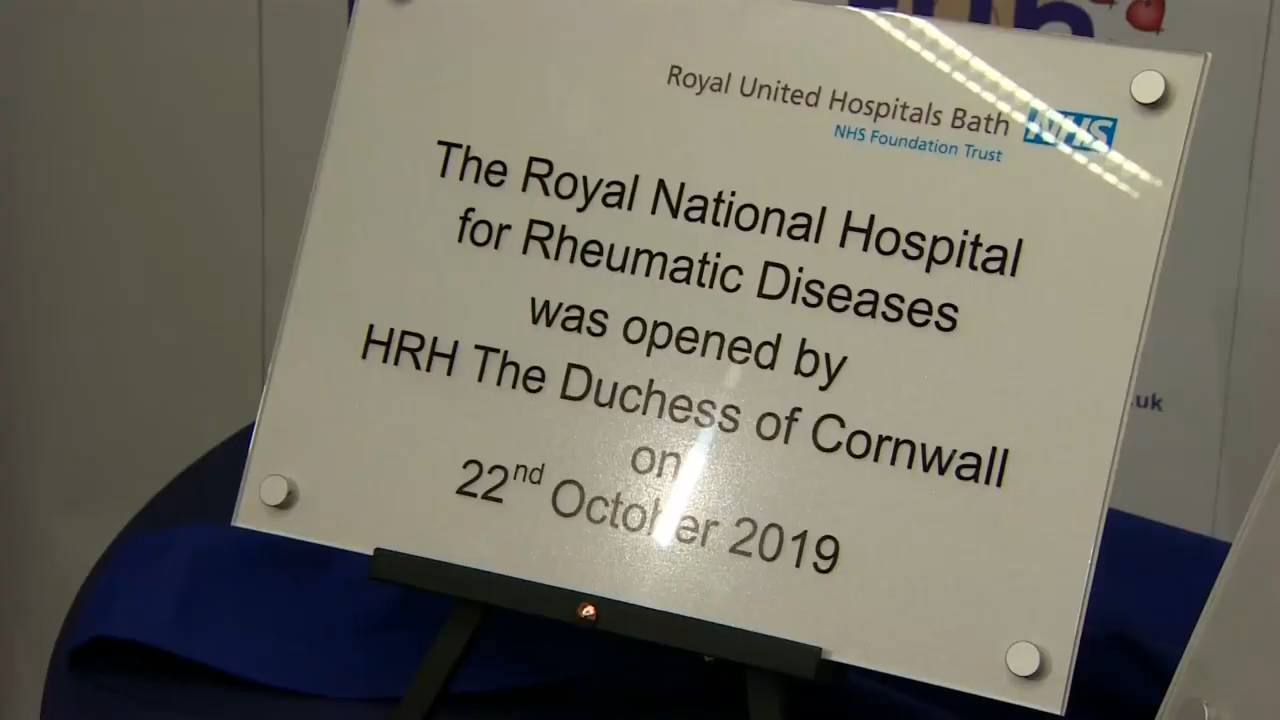 Royal United Hospitals Bath NHS
NHS Foundation Trust
The Royal National Hospital
for Rheumatic Diseases
was opened by
HRH The Duchess of Cornwall
on
22nd October 2019
.uk